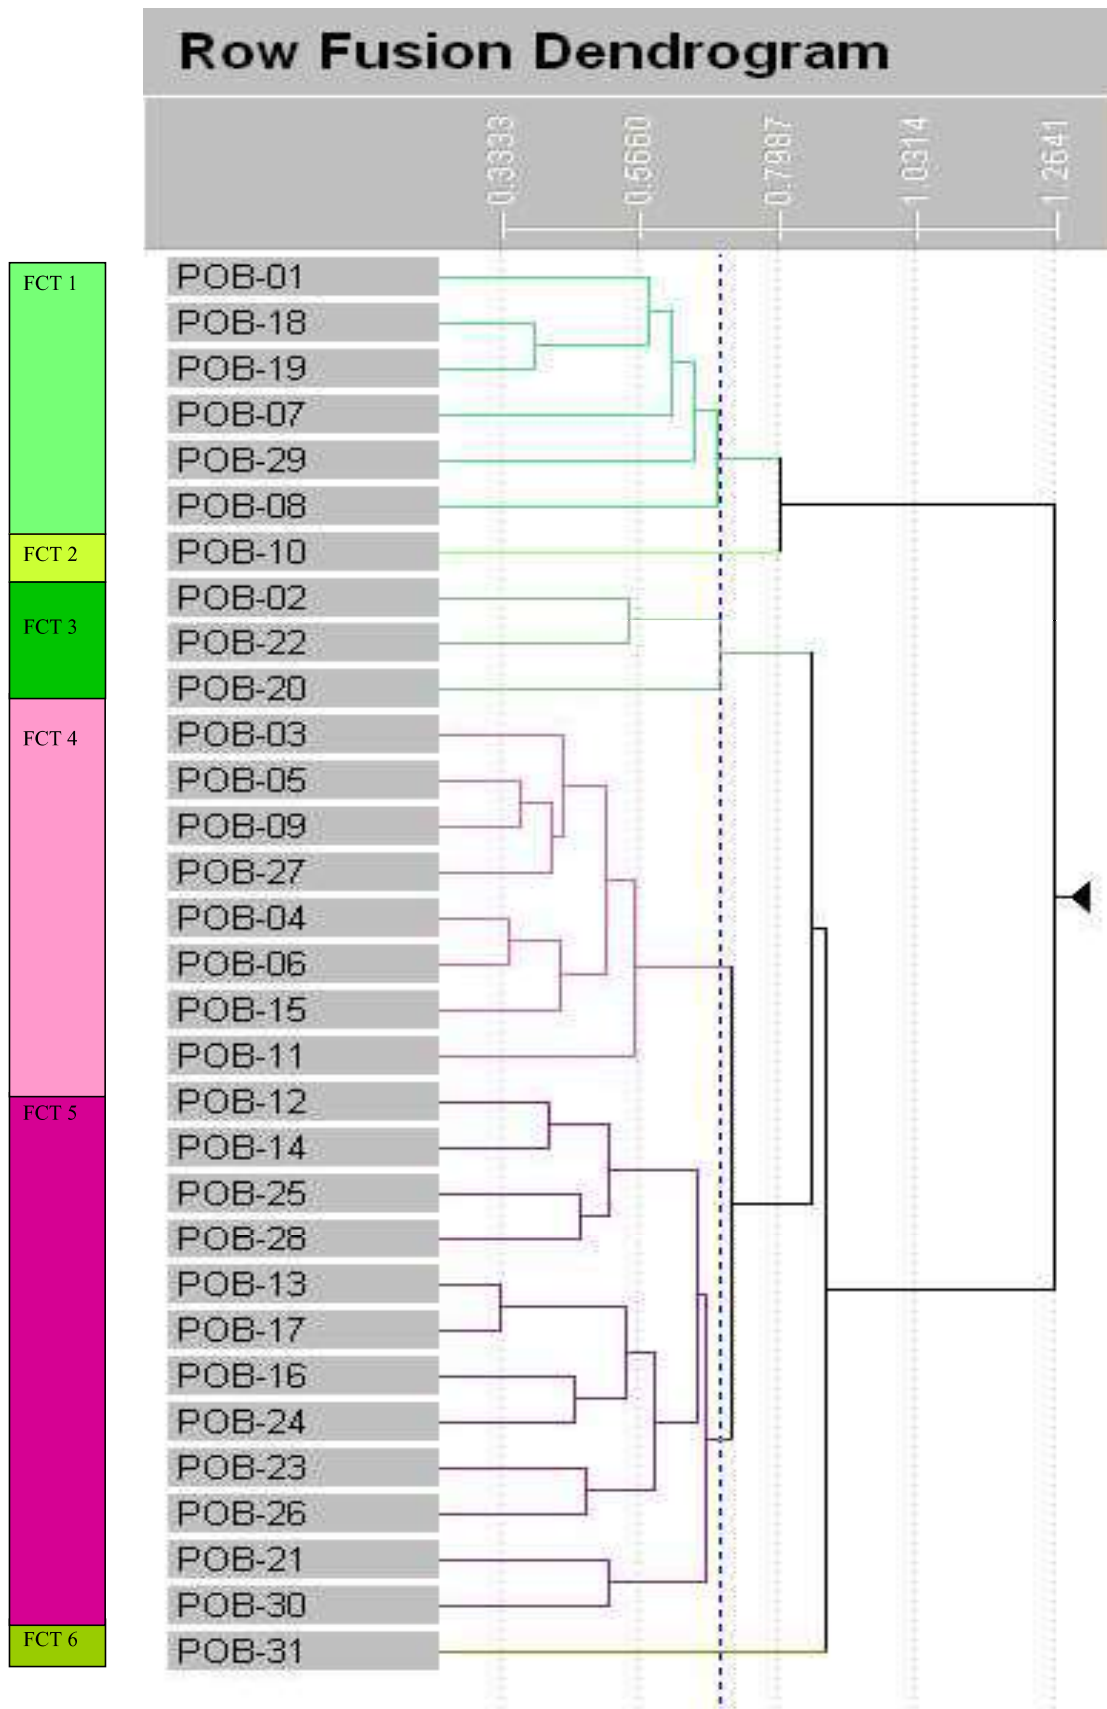 Row Fusion Dendrogram
0.3333 0.5660 0.7987 1.0314 1.2641
FCT 1
POB-01
POB-18
POB-19
POB-07
POB-29
POB-08
FCT 2
POB-10
POB-02
FCT 3
POB-22
POB-20
FCT 4
POB-03
POB-05
POB-09
POB-27
POB-04
POB-06
POB-15
POB-11
FCT 5
POB-12
POB-14
POB-25
POB-28
POB-13
POB-17
POB-16
POB-24
POB-23
POB-26
POB-21
POB-30
FCT 6
POB-31